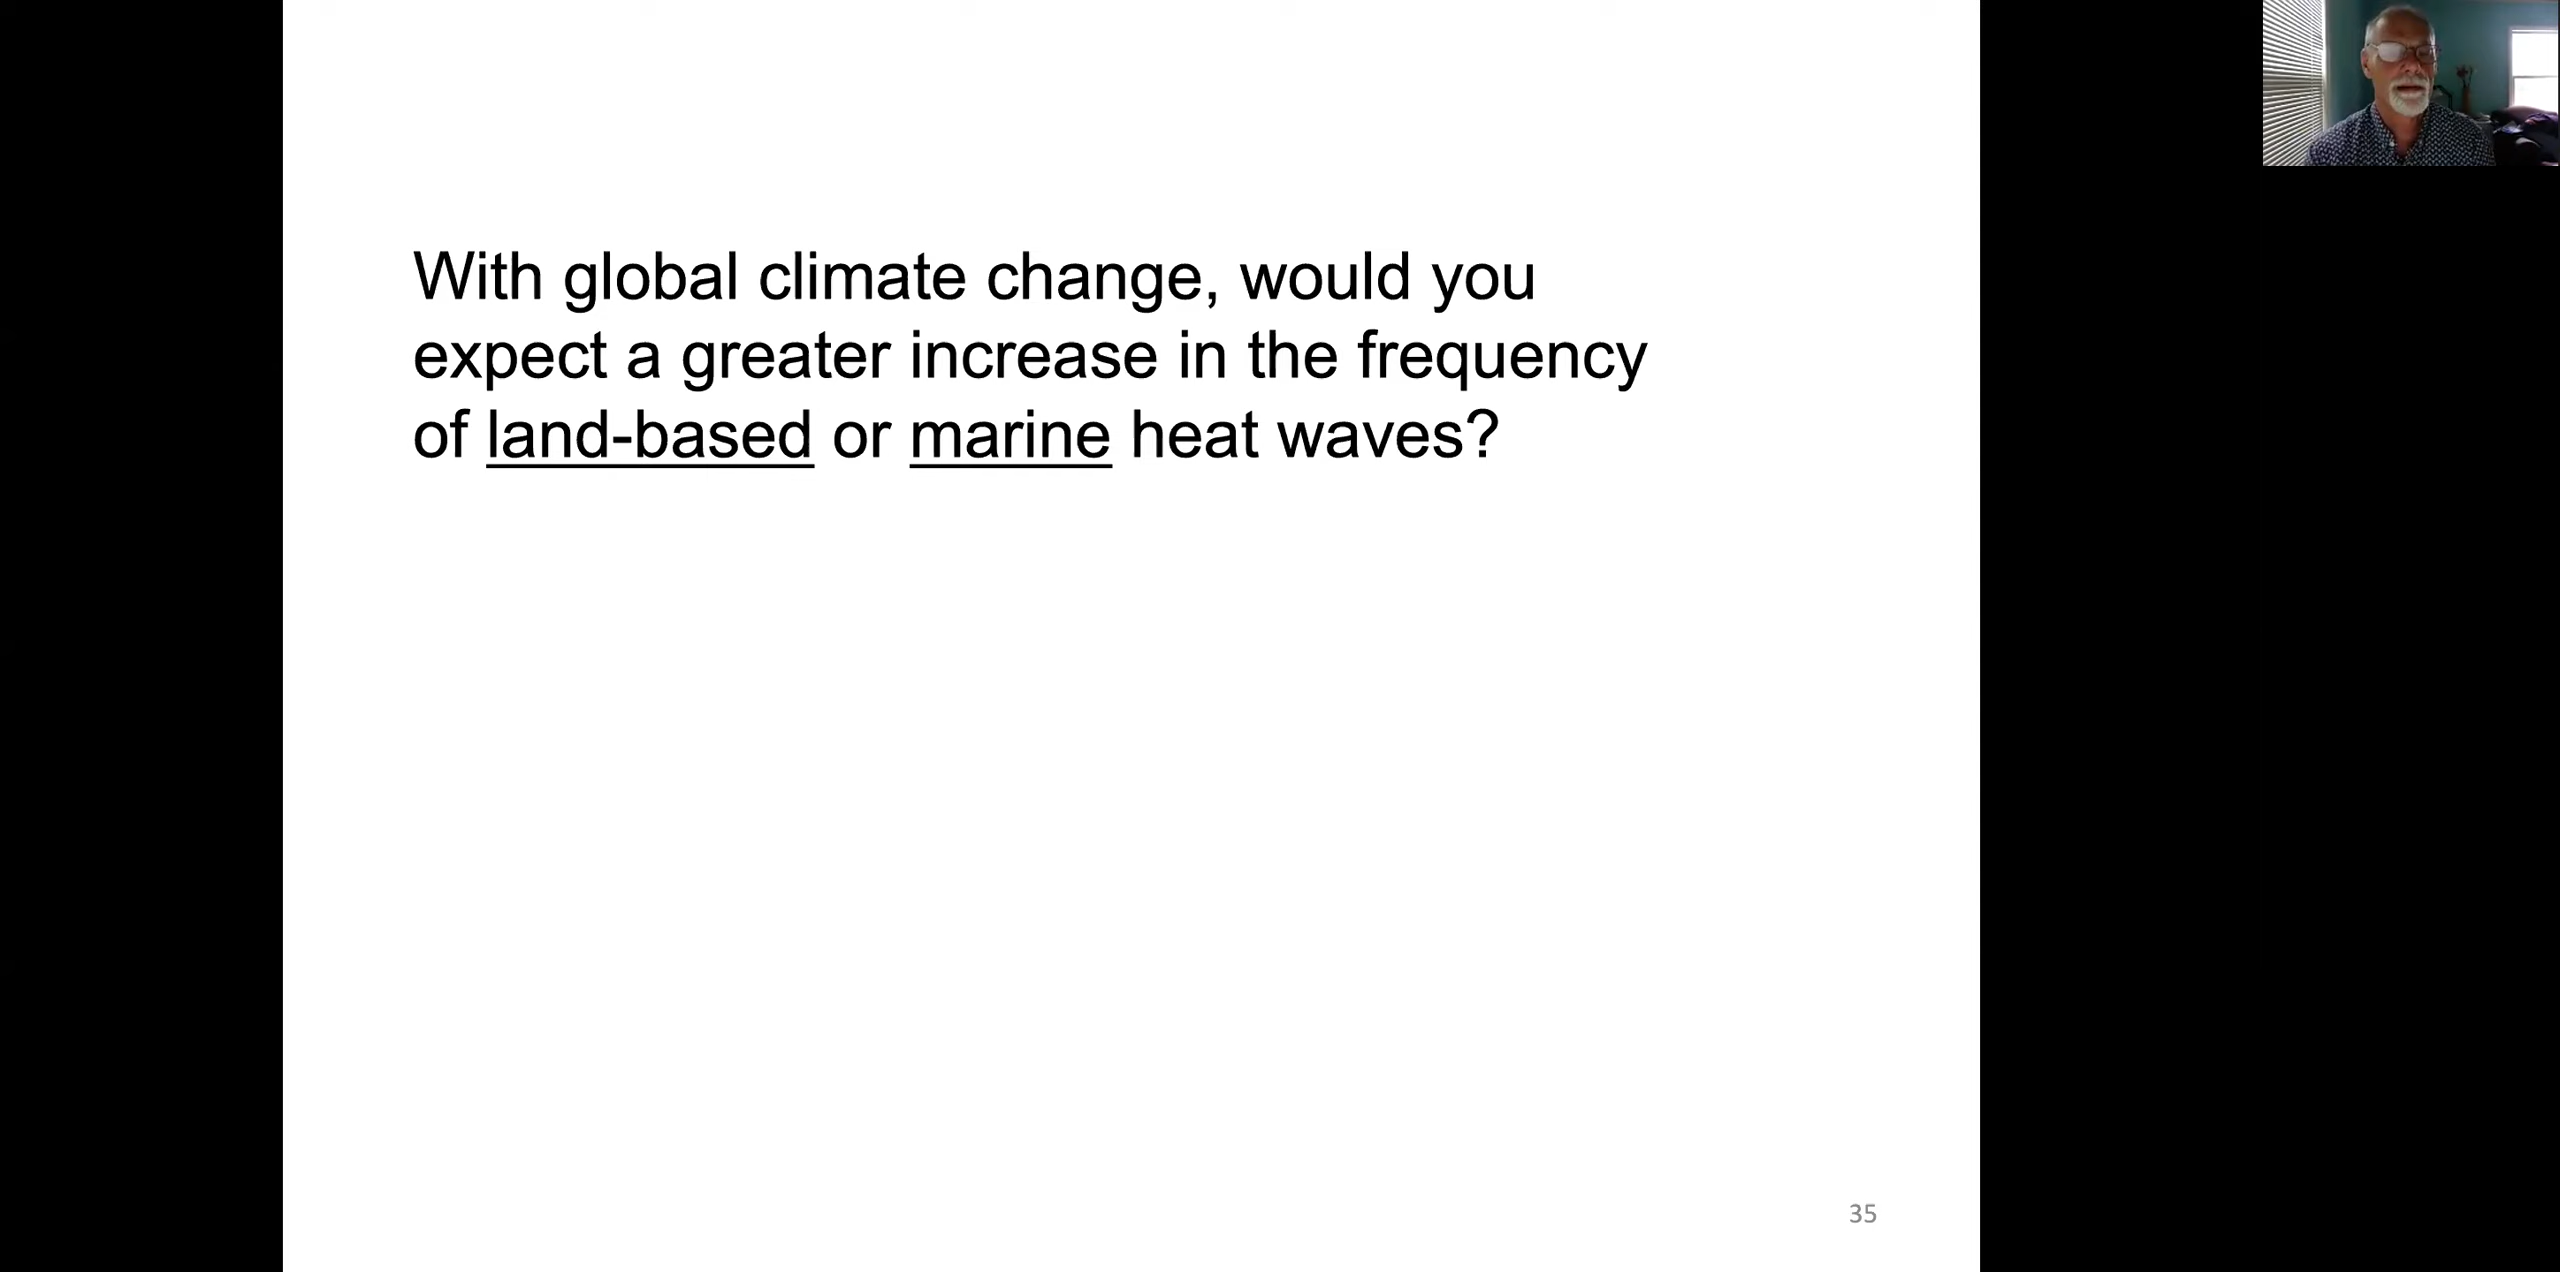 With global climate change, would you
expect a greater increase in the frequency
of land-based or marine heat waves?
35